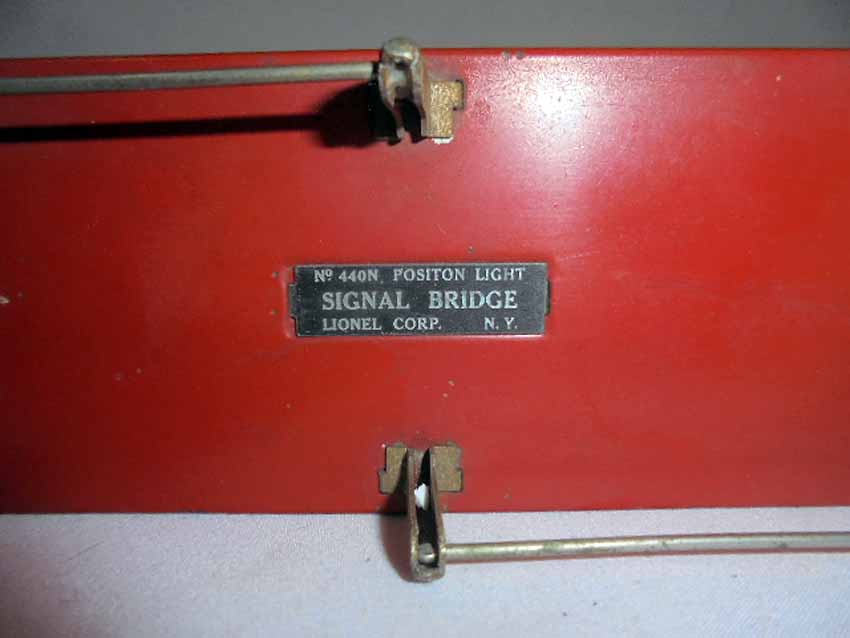 Nº 440N. POSITON LIGHT
SIGNAL BRIDGE
LIONEL CORP. N.Y.